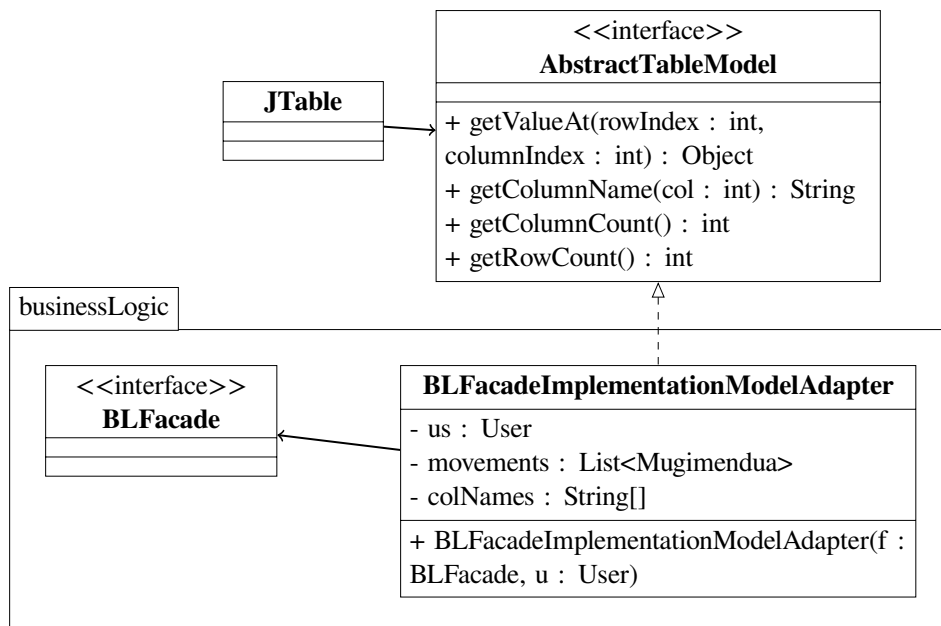 <<interface>>
AbstractTableModel
JTable
+ getValueAt(rowIndex : int,
columnIndex : int) : Object
+ getColumnName(col : int) : String
+ getColumnCount() : int
+ getRowCount() : int
businessLogic
<<interface>>
BLFacade
BLFacadeImplementationModelAdapter
- us : User
- movements : List<Mugimendua>
- colNames : String[]
+ BLFacadeImplementationModelAdapter(f :
BLFacade, u : User)